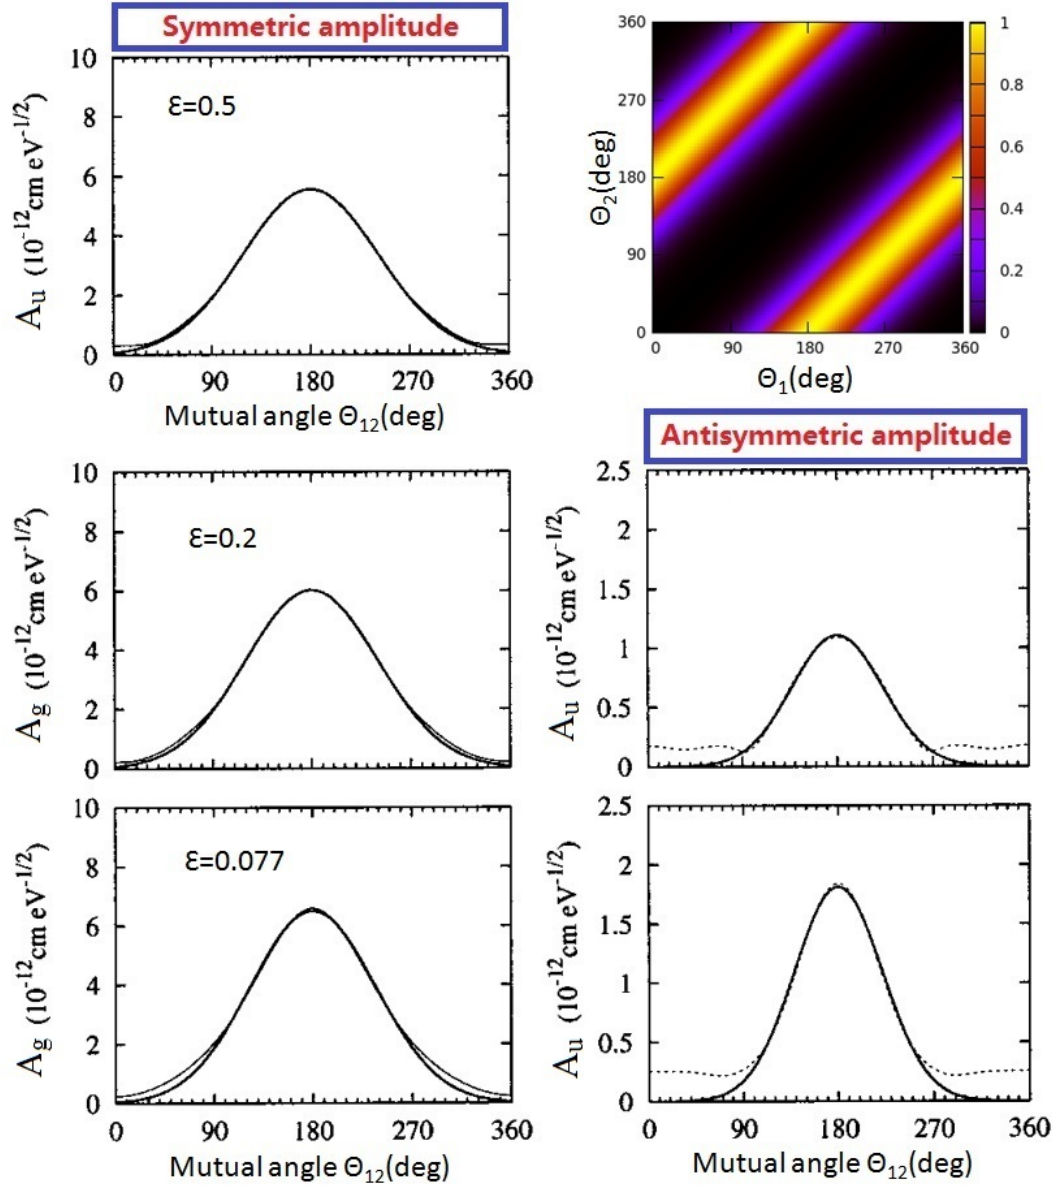 Symmetric amplitude
10
8
6
4
2
0
Ɛ=0.5
A_u (10^-12 cm eV^-1/2)
0 90 180 270 360
Mutual angle Θ_12(deg)
360
270
180
90
0
Θ_2(deg)
0 90 180 270 360
Θ_1(deg)
1
0.8
0.6
0.4
0.2
0
Antisymmetric amplitude
10
8
6
4
2
0
Ɛ=0.2
A_g (10^-12 cm eV^-1/2)
2.5
2
1.5
1
0.5
0
A_u (10^-12 cm eV^-1/2)
10
8
6
4
2
0
Ɛ=0.077
A_g (10^-12 cm eV^-1/2)
0 90 180 270 360
Mutual angle Θ_12(deg)
2.5
2
1.5
1
0.5
0
A_u (10^-12 cm eV^-1/2)
0 90 180 270 360
Mutual angle Θ_12(deg)